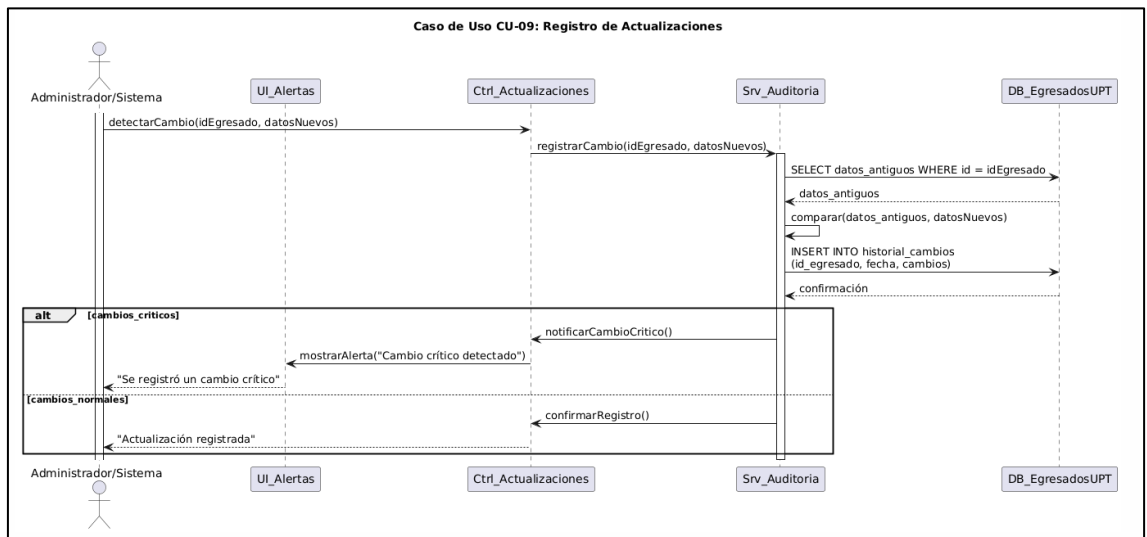 Caso de Uso CU-09: Registro de Actualizaciones
Administrador/Sistema
UI_Alertas
Ctrl_Actualizaciones
Srv_Auditoria
DB_EgresadosUPT
detectarCambio(idEgresado, datosNuevos)
registrarCambio(idEgresado, datosNuevos)
SELECT datos_antiguos WHERE id = idEgresado
datos_antiguos
comparar(datos_antiguos, datosNuevos)
INSERT INTO historial_cambios
(id_egresado, fecha, cambios)
confirmación
alt [cambios_criticos]
notificarCambioCritico()
mostrarAlerta("Cambio crítico detectado")
"Se registró un cambio crítico"
[cambios_normales]
confirmarRegistro()
"Actualización registrada"
Administrador/Sistema
UI_Alertas
Ctrl_Actualizaciones
Srv_Auditoria
DB_EgresadosUPT